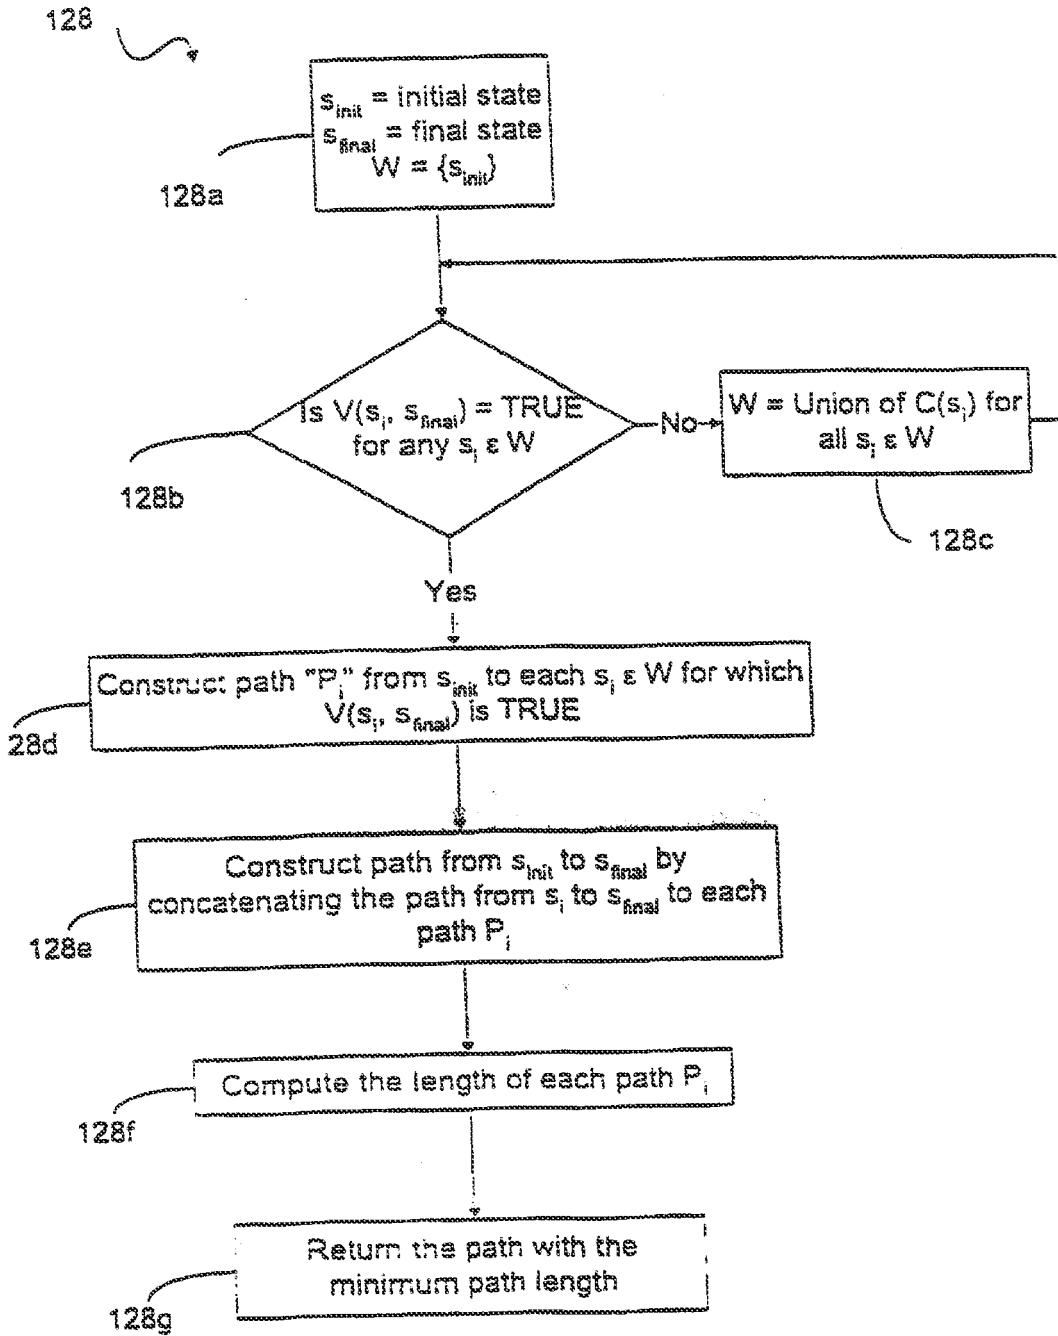 128
s_init = initial state
s_final = final state
W = {s_init}
128a
Is V(s_i, s_final) = TRUE
for any s_i ε W
No
W = Union of C(s_i) for
all s_i ε W
128b
128c
Yes
Construct path "P_i" from s_init to each s_i ε W for which
V(s_i, s_final) is TRUE
28d
Construct path from s_init to s_final by
concatenating the path from s_i to s_final to each
path P_i
128e
Compute the length of each path P_i
128f
Return the path with the
minimum path length
128g